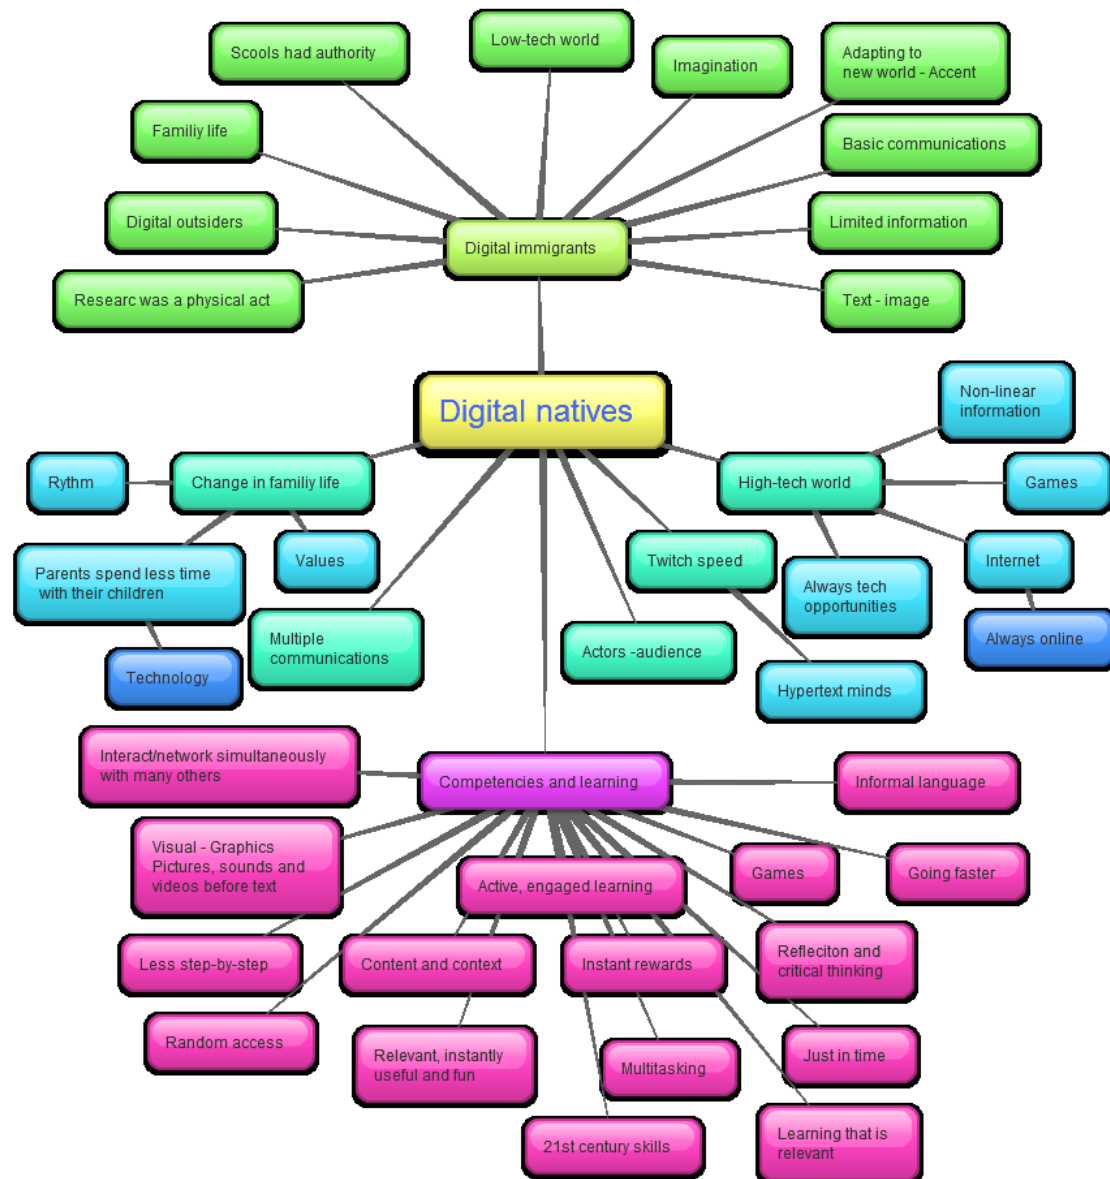 Low-tech world
Scools had authority
Imagination
Adapting to
new world - Accent
Familiy life
Basic communications
Digital outsiders
Limited information
Digital immigrants
Researc was a physical act
Text - image
Digital natives
Non-linear
information
Rythm
Change in familiy life
High-tech world
Games
Parents spend less time
with their children
Values
Twitch speed
Internet
Always tech
opportunities
Multiple
communications
Actors -audience
Always online
Technology
Hypertext minds
Interact/network simultaneously
with many others
Competencies and learning
Informal language
Visual - Graphics
Pictures, sounds and
videos before text
Active, engaged learning
Games
Going faster
Less step-by-step
Content and context
Instant rewards
Refleciton and
critical thinking
Random access
Relevant, instantly
useful and fun
Multitasking
Just in time
21st century skills
Learning that is
relevant